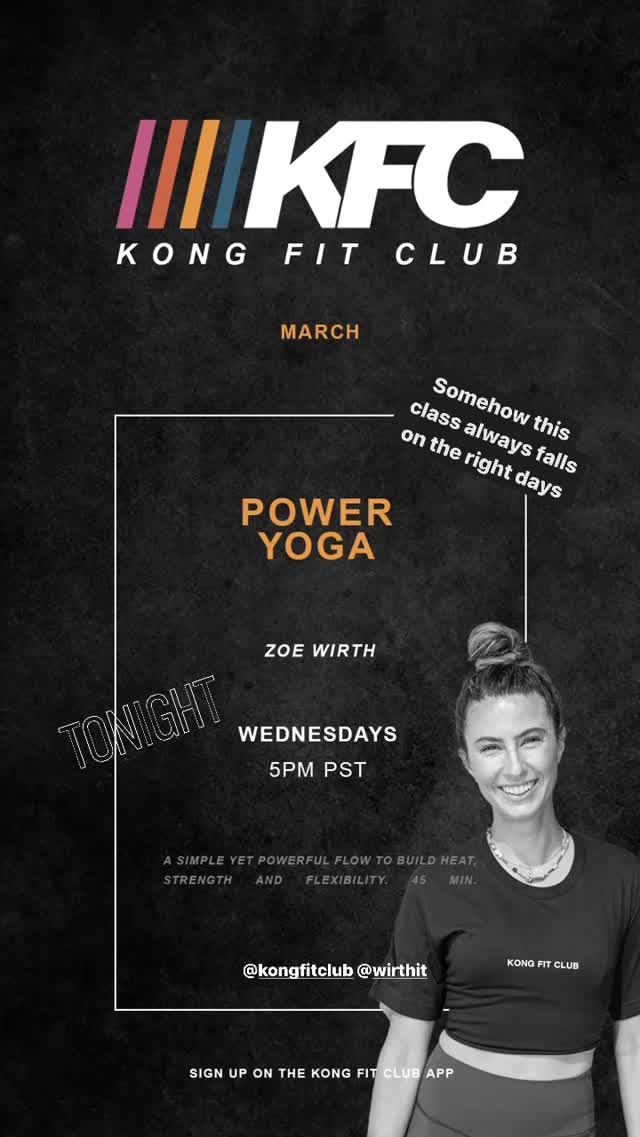 KFC
KONG FIT CLUB
MARCH
Somehow this
class always falls
on the right days
POWER
YOGA
ZOE WIRTH
TONIGHT
WEDNESDAYS
5PM PST
A SIMPLE YET POWERFUL FLOW TO BUILD HEAT,
STRENGTH AND FLEXIBILITY. 45 MIN.
KONG FIT CLUB
@kongfitclub @wirthit
SIGN UP ON THE KONG FIT CLUB APP